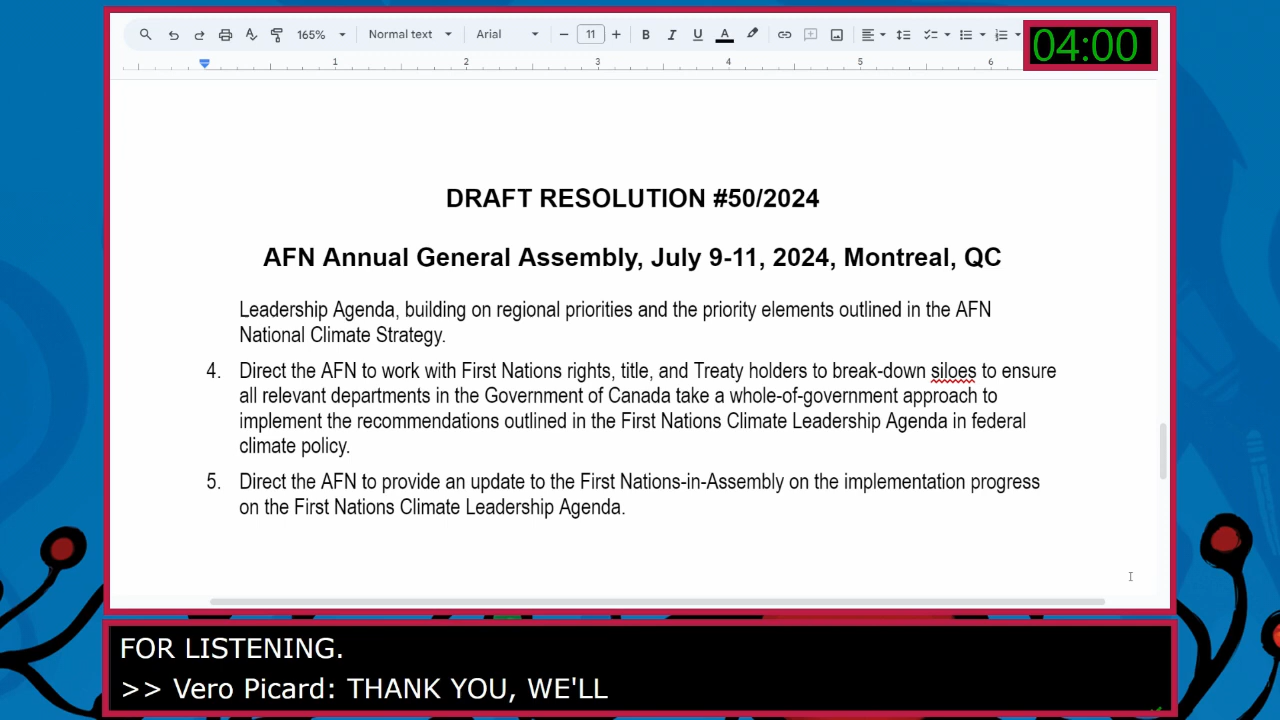 165%
Normal text
Arial
11
B I U A
04:00
1 2 3 4 5 6
DRAFT RESOLUTION #50/2024
AFN Annual General Assembly, July 9-11, 2024, Montreal, QC
Leadership Agenda, building on regional priorities and the priority elements outlined in the AFN
National Climate Strategy.
4. Direct the AFN to work with First Nations rights, title, and Treaty holders to break-down siloes to ensure
all relevant departments in the Government of Canada take a whole-of-government approach to
implement the recommendations outlined in the First Nations Climate Leadership Agenda in federal
climate policy.
5. Direct the AFN to provide an update to the First Nations-in-Assembly on the implementation progress
on the First Nations Climate Leadership Agenda.
FOR LISTENING.
>> Vero Picard: THANK YOU, WE'LL